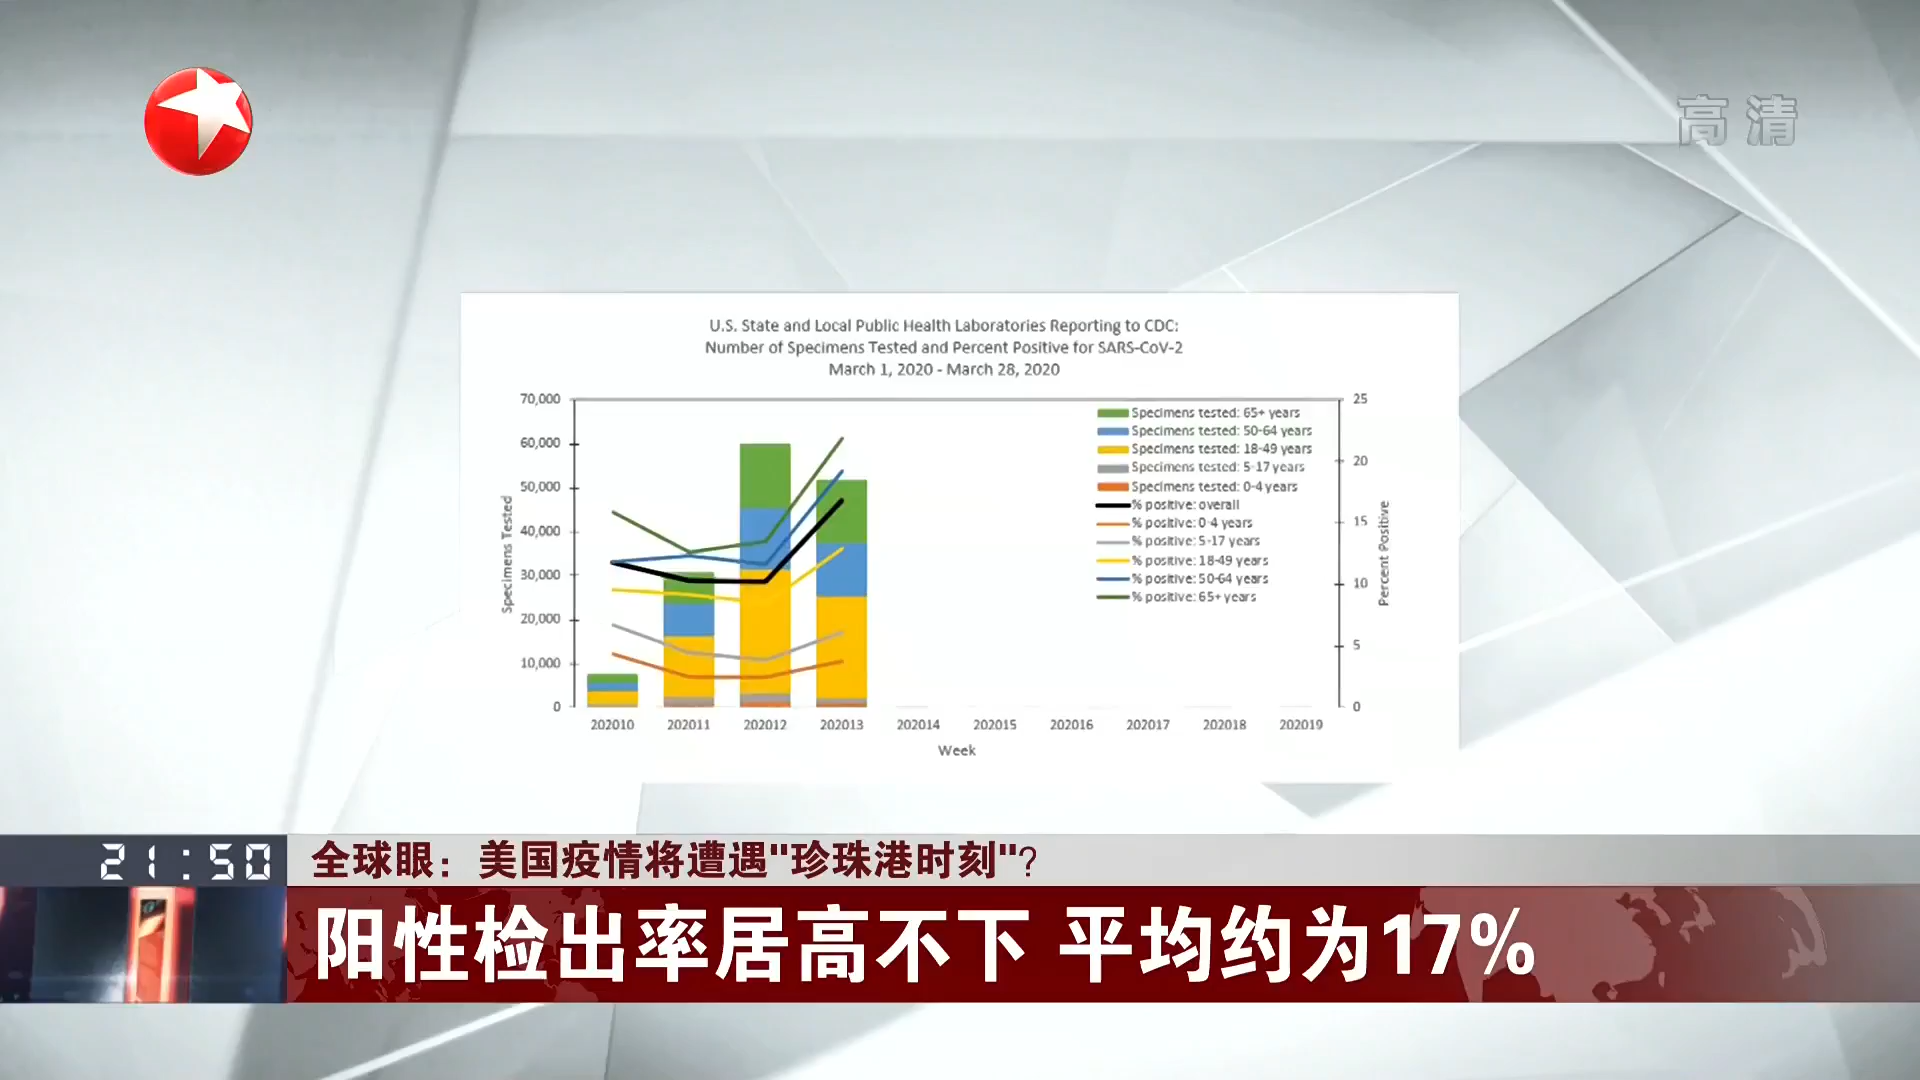 高清
U.S. State and Local Public Health Laboratories Reporting to CDC:
Number of Specimens Tested and Percent Positive for SARS-CoV-2
March 1, 2020 - March 28, 2020
70,000
60,000
50,000
40,000
30,000
20,000
10,000
0
Specimens Tested
Specimens tested: 65+ years
Specimens tested: 50-64 years
Specimens tested: 18-49 years
Specimens tested: 5-17 years
Specimens tested: 0-4 years
% positive: overall
% positive: 0-4 years
% positive: 5-17 years
% positive: 18-49 years
% positive: 50-64 years
% positive: 65+ years
25
20
15
10
5
0
Percent Positive
202010 202011 202012 202013 202014 202015 202016 202017 202018 202019
Week
21:50
全球眼：美国疫情将遭遇"珍珠港时刻"?
阳性检出率居高不下 平均约为17%